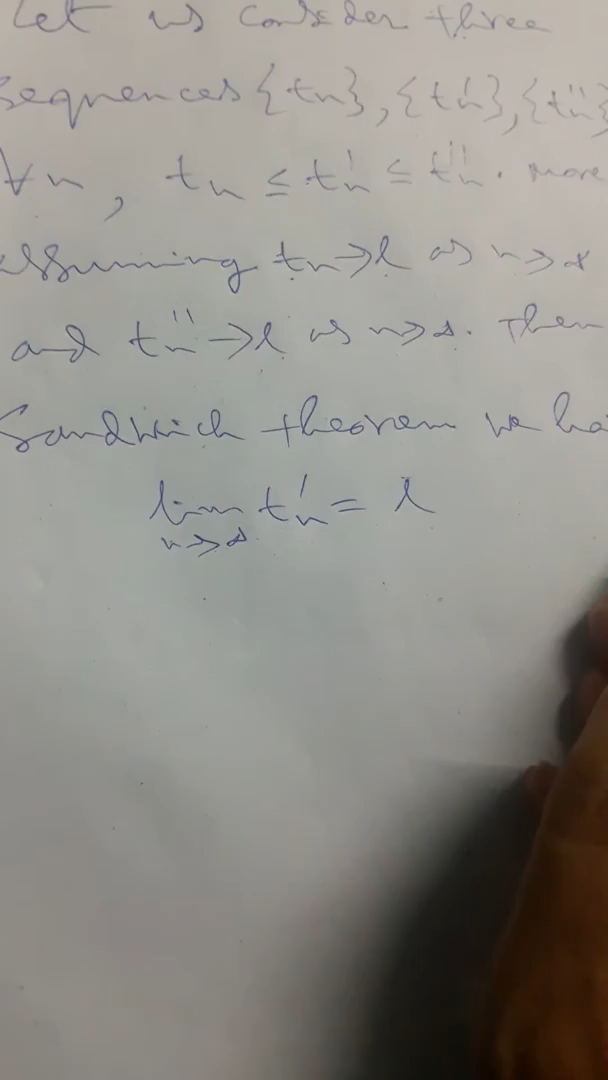 Let us consider three
sequences {tn}, {tn'}, {tn''}
∀n, tn ≤ tn' ≤ tn''. more
assuming tn→l as n→∞
and tn''→l as n→∞. Then
Sandwich theorem we ha
lim tn' = l
n→∞